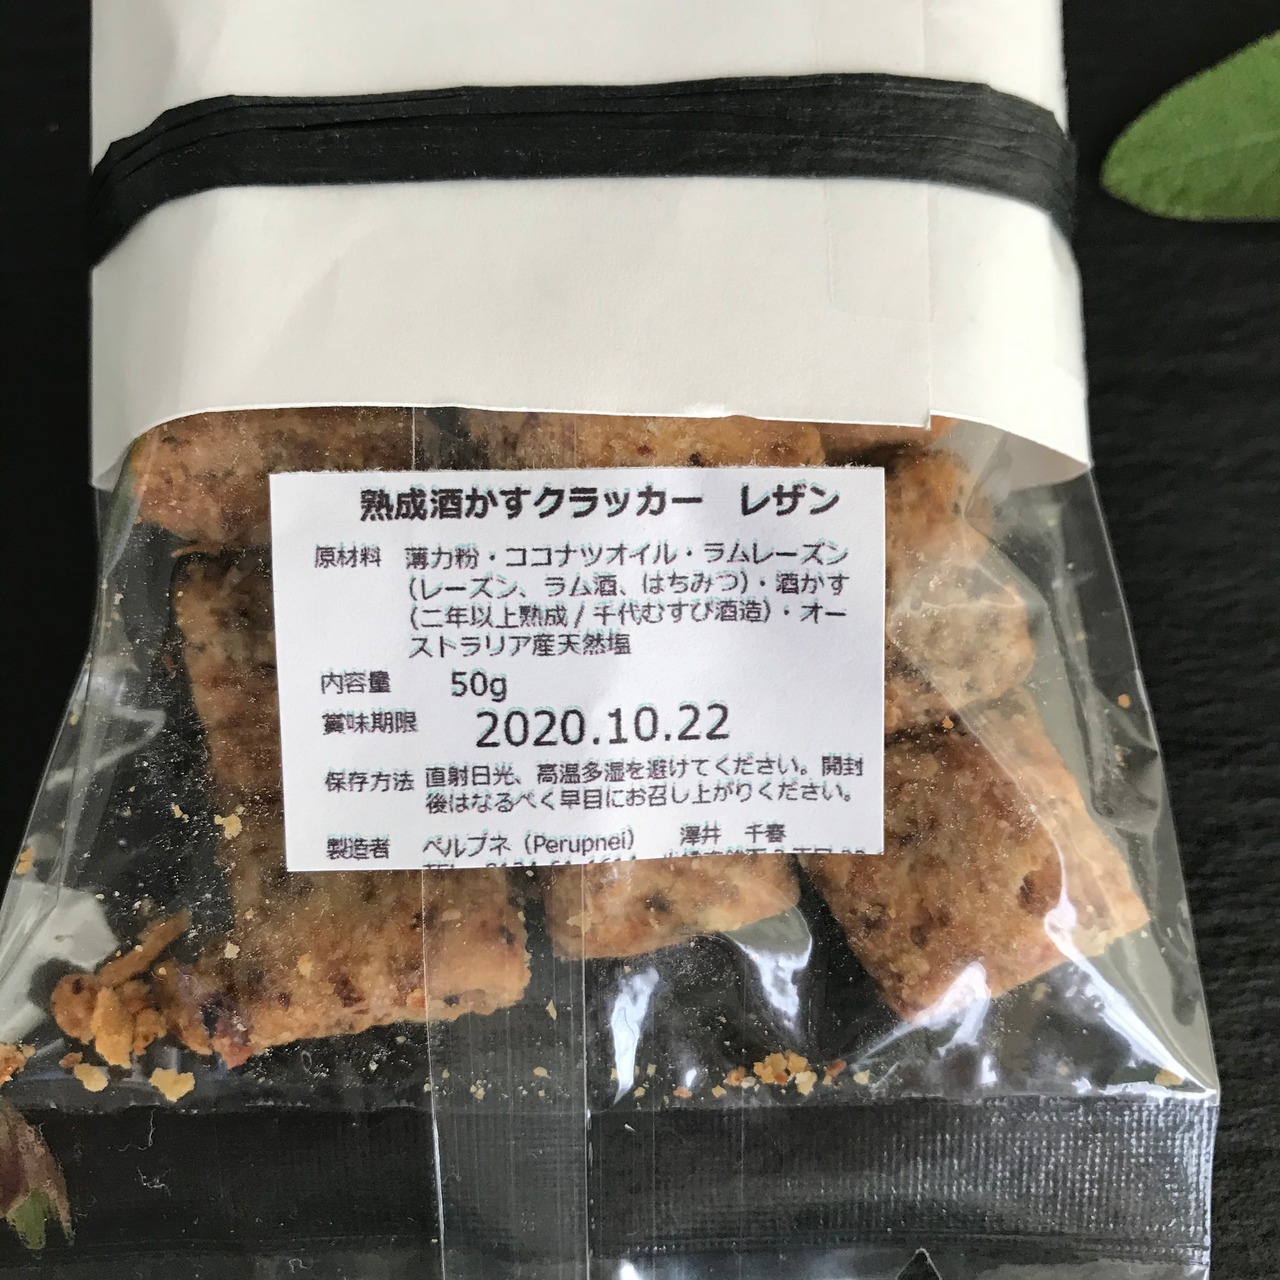 熟成酒かすクラッカー　レザン
原材料 薄力粉・ココナツオイル・ラムレーズン
(レーズン、ラム酒、はちみつ)・酒かす
(二年以上熟成 / 千代むすび酒造)・オー
ストラリア産天然塩
内容量 50g
賞味期限 2020.10.22
保存方法 直射日光、高温多湿を避けてください。開封
後はなるべく早目にお召し上がりください。
製造者 ペルプネ（Perupnei） 澤井 千春